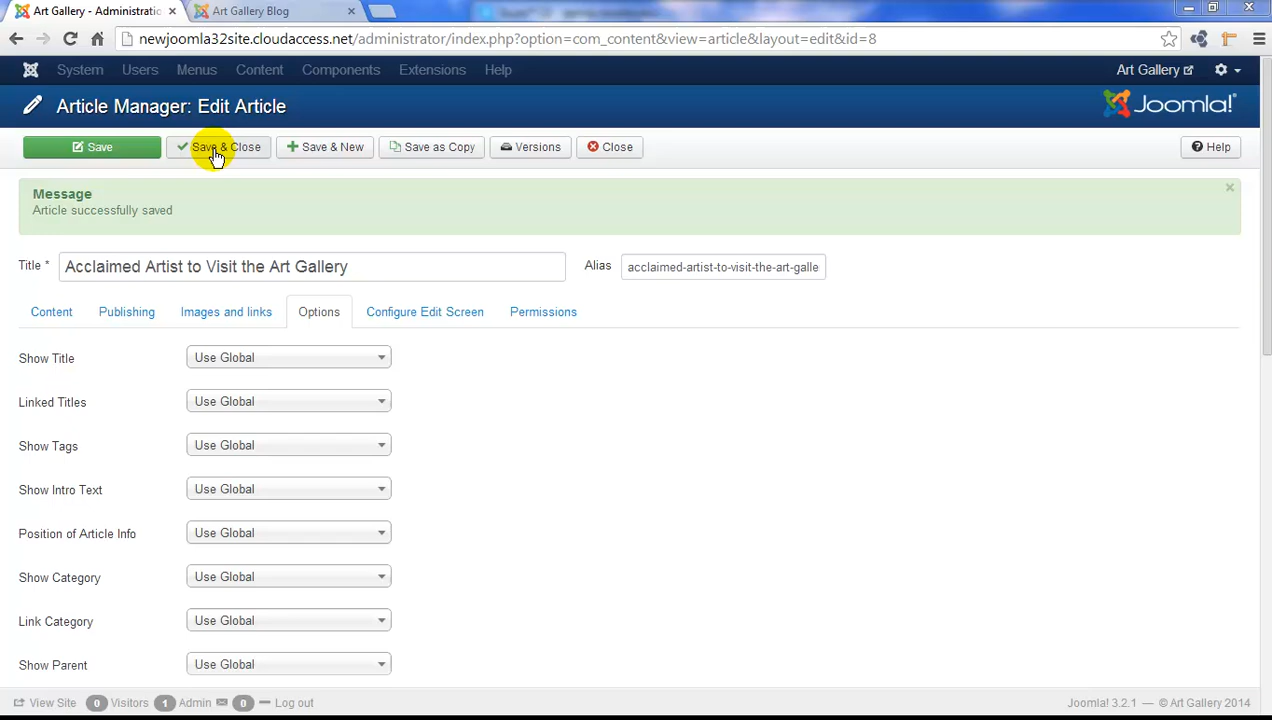 Art Gallery - Administratio
Art Gallery Blog
newjoomla32site.cloudaccess.net/administrator/index.php?option=com_content&view=article&layout=edit&id=8
System Users Menus Content Components Extensions Help
Art Gallery
Article Manager: Edit Article
Joomla!®
Save
Save & Close
Save & New
Save as Copy
Versions
Close
Help
Message
Article successfully saved
Title * Acclaimed Artist to Visit the Art Gallery
Alias acclaimed-artist-to-visit-the-art-galle
Content Publishing Images and links Options Configure Edit Screen Permissions
Show Title Use Global
Linked Titles Use Global
Show Tags Use Global
Show Intro Text Use Global
Position of Article Info Use Global
Show Category Use Global
Link Category Use Global
Show Parent Use Global
View Site 0 Visitors 1 Admin 0 Log out
Joomla! 3.2.1 — © Art Gallery 2014